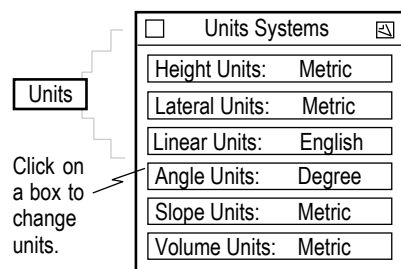 Units Systems
Height Units: Metric
Lateral Units: Metric
Linear Units: English
Angle Units: Degree
Slope Units: Metric
Volume Units: Metric
Units
Click on
a box to
change
units.